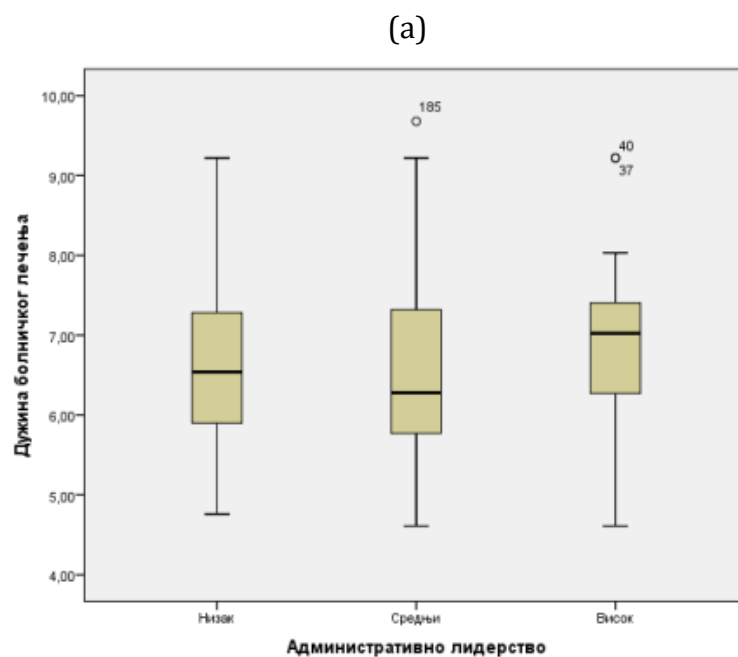 (a)
10,00
9,00
8,00
7,00
6,00
5,00
4,00
Дужина болничког лечења
185
40
37
Низак Средњи Висок
Административно лидерство